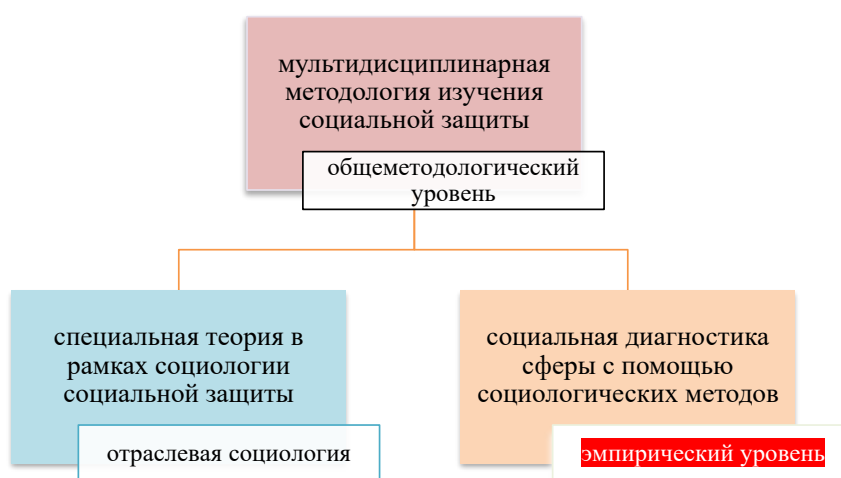 мультидисциплинарная
методология изучения
социальной защиты
общеметодологический
уровень
специальная теория в
рамках социологии
социальной защиты
отраслевая социология
социальная диагностика
сферы с помощью
социологических методов
эмпирический уровень